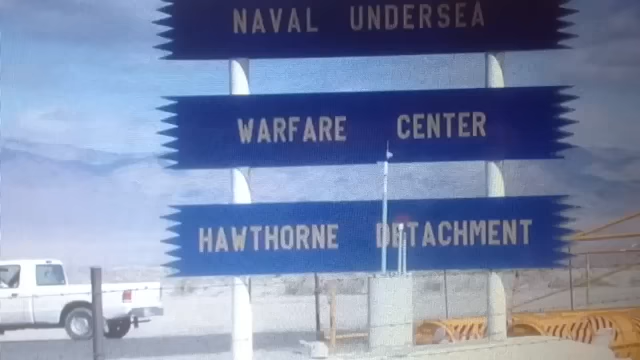 NAVAL UNDERSEA
WARFARE CENTER
HAWTHORNE DETACHMENT